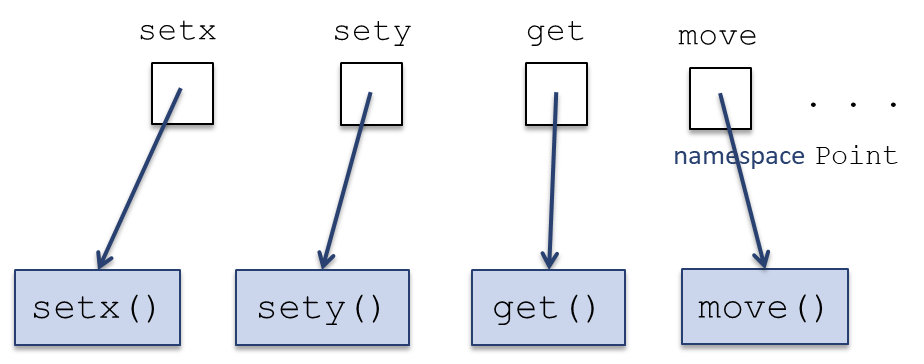 setx sety get move
. . .
namespace Point
setx() sety() get() move()